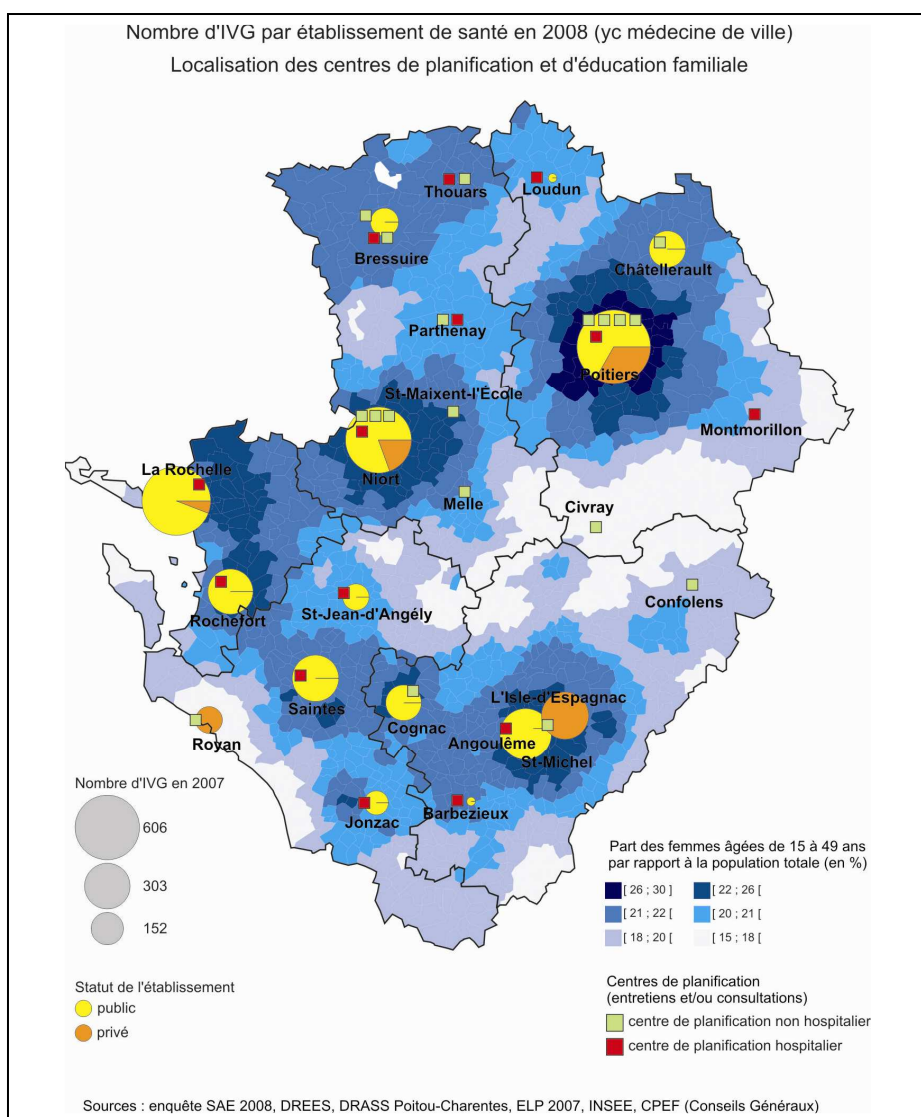 Nombre d'IVG par établissement de santé en 2008 (yc médecine de ville)
Localisation des centres de planification et d'éducation familiale
Thouars
Loudun
Bressuire
Châtellerault
Parthenay
Poitiers
St-Maixent-l'École
Montmorillon
La Rochelle
Niort
Melle
Civray
Confolens
Rochefort
St-Jean-d'Angély
Saintes
Cognac
L'Isle-d'Espagnac
Royan
Angoulême
St-Michel
Jonzac
Barbezieux
Nombre d'IVG en 2007
606
303
152
Statut de l'établissement
public
privé
Part des femmes âgées de 15 à 49 ans
par rapport à la population totale (en %)
[ 26 ; 30 ] [ 22 ; 26 [
[ 21 ; 22 [ [ 20 ; 21 [
[ 18 ; 20 [ [ 15 ; 18 [
Centres de planification
(entretiens et/ou consultations)
centre de planification non hospitalier
centre de planification hospitalier
Sources : enquête SAE 2008, DREES, DRASS Poitou-Charentes, ELP 2007, INSEE, CPEF (Conseils Généraux)